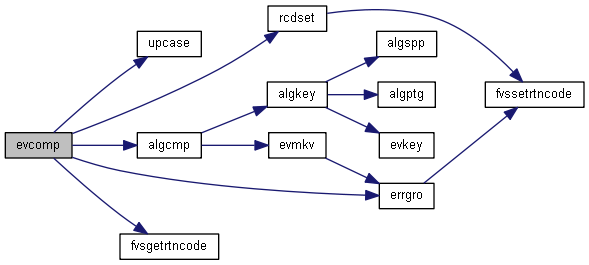 rcdset
upcase
algspp
algkey
algptg
fvssetrtncode
evcomp
algcmp
evmkv
evkey
errgro
fvsgetrtncode